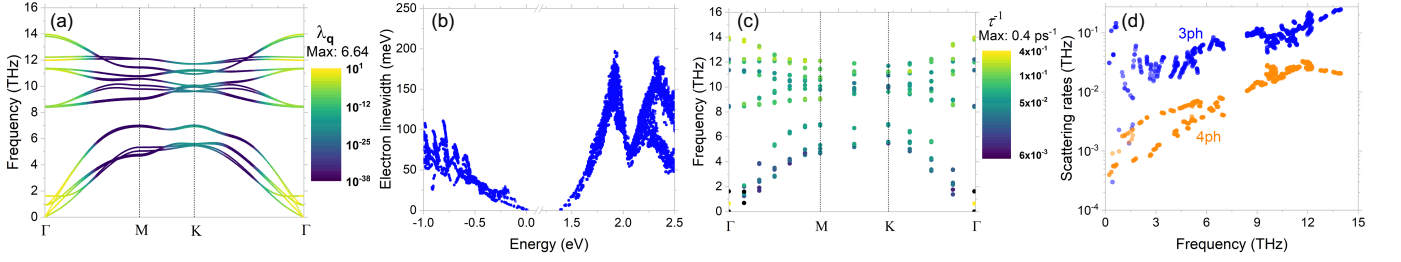 (a)
λq
Max: 6.64
10^1
10^-12
10^-25
10^-38
Frequency (THz)
16
14
12
10
8
6
4
2
0
Γ
M
K
Γ
(b)
Electron linewidth (meV)
250
200
150
100
50
0
-1.0
-0.5
0.0
1.5
2.0
2.5
Energy (eV)
(c)
τ^-1
Max: 0.4 ps^-1
4x10^-1
1x10^-1
5x10^-2
6x10^-3
Frequency (THz)
16
14
12
10
8
6
4
2
0
Γ
M
K
Γ
(d)
3ph
4ph
Scattering rates (THz)
10^-1
10^-2
10^-3
10^-4
0
3
6
9
12
15
Frequency (THz)